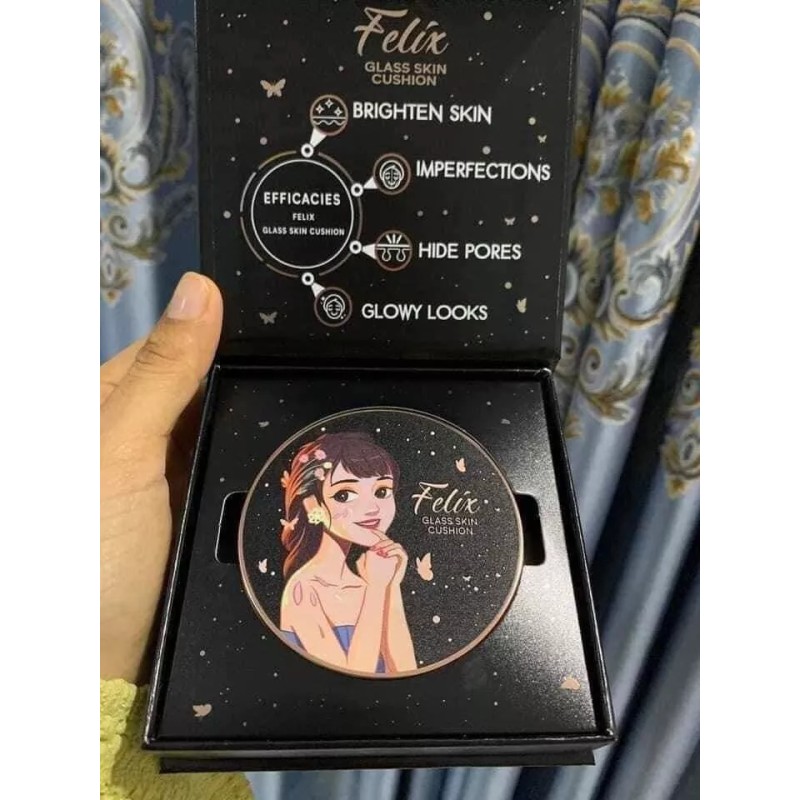 Felix
GLASS SKIN
CUSHION
BRIGHTEN SKIN
IMPERFECTIONS
EFFICACIES
FELIX
GLASS SKIN CUSHION
HIDE PORES
GLOWY LOOKS
Felix
GLASS SKIN
CUSHION